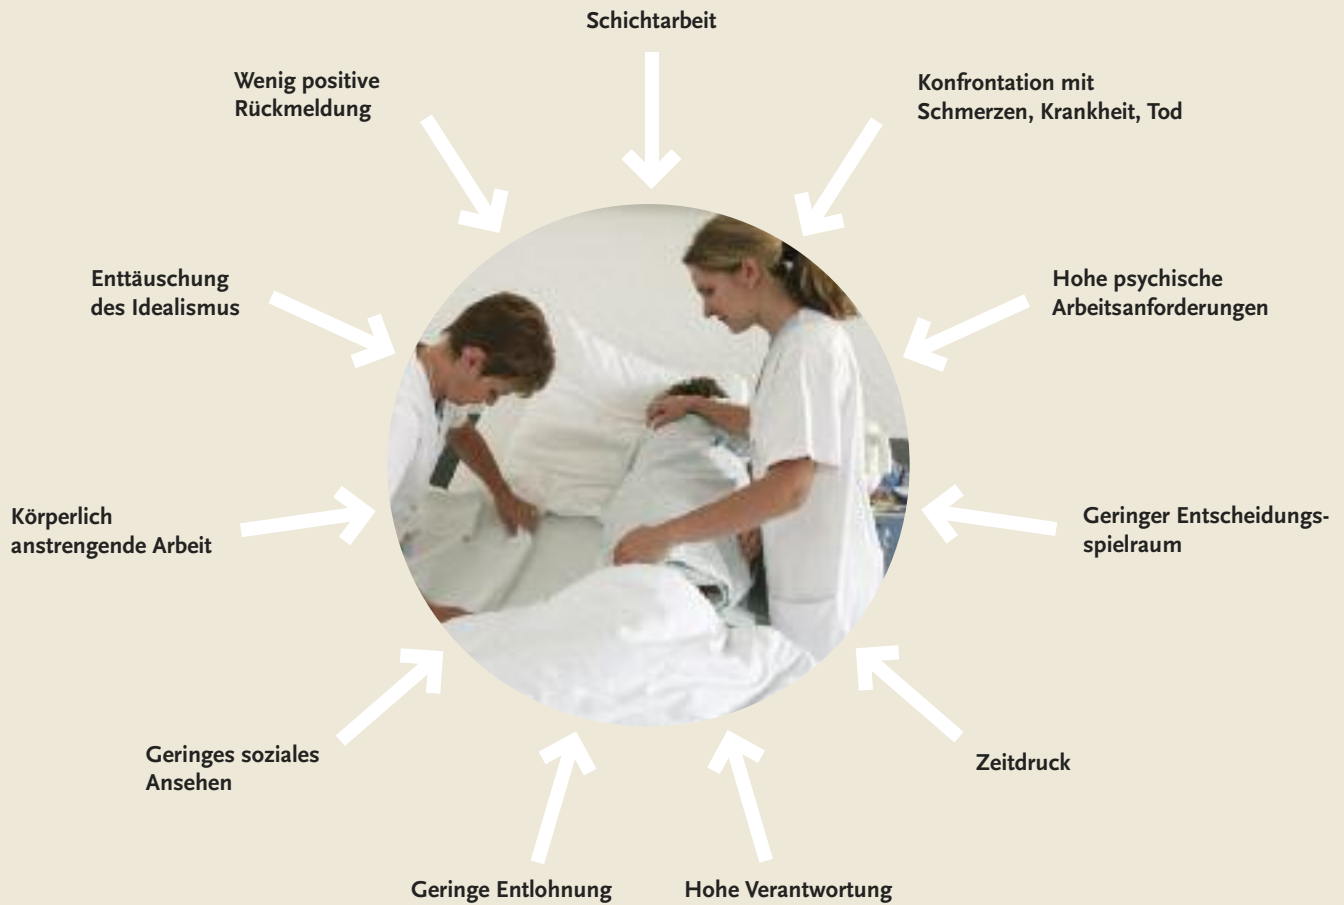 Schichtarbeit
Wenig positive
Rückmeldung
Konfrontation mit
Schmerzen, Krankheit, Tod
Enttäuschung
des Idealismus
Hohe psychische
Arbeitsanforderungen
Körperlich
anstrengende Arbeit
Geringer Entscheidungs-
spielraum
Geringes soziales
Ansehen
Zeitdruck
Geringe Entlohnung
Hohe Verantwortung